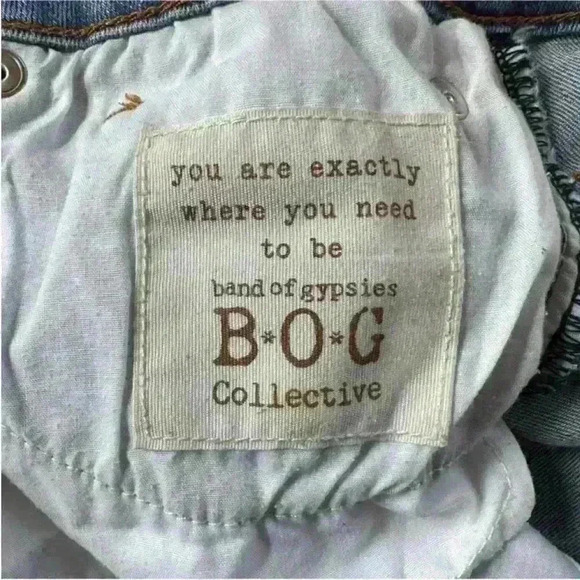 you are exactly
where you need
to be
band of gypsies
B*O*G
Collective